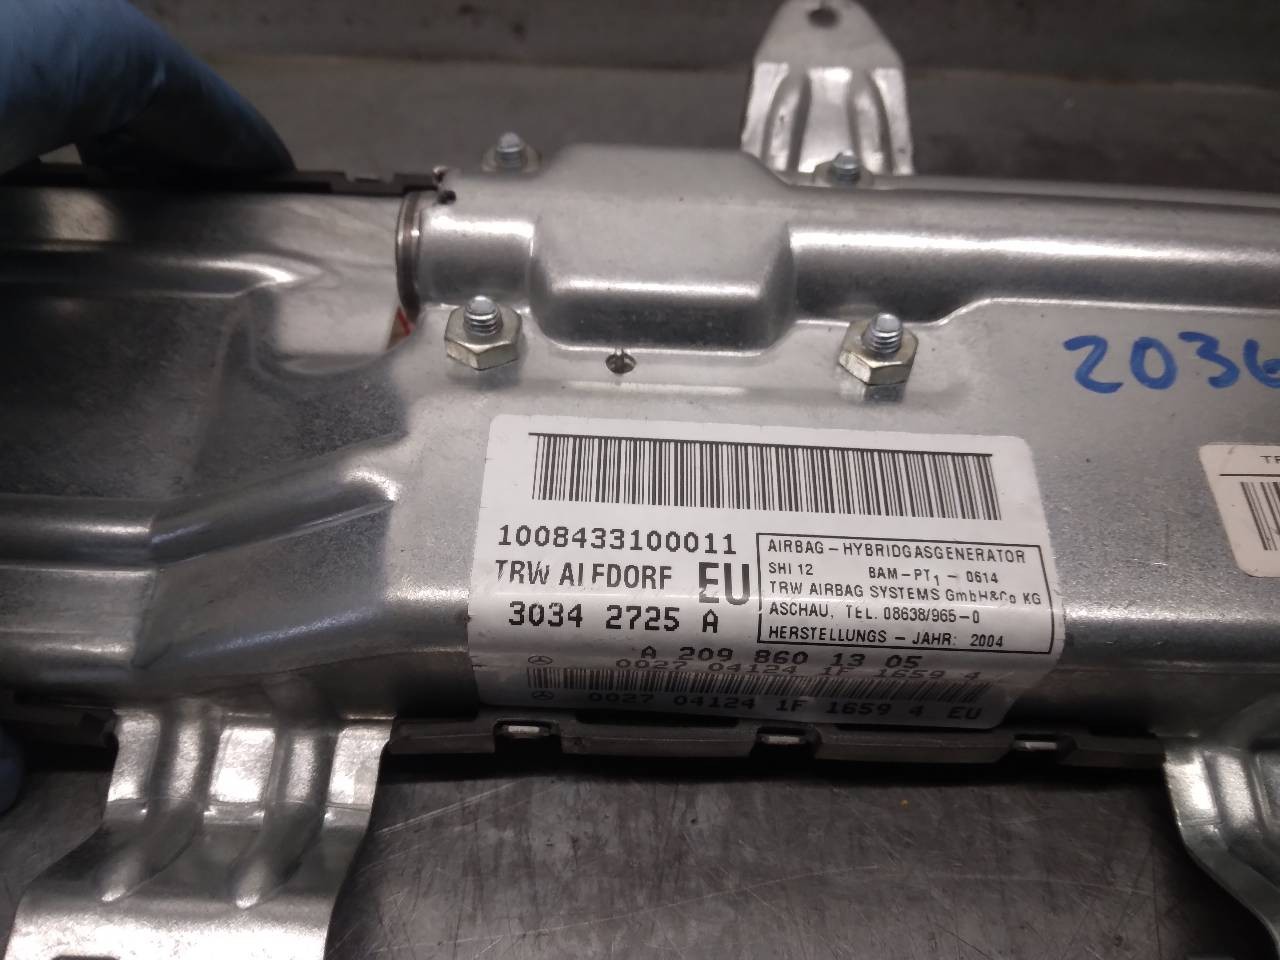 2036
1008433100011
TRW AlFDORF EU
3034 2725 A
AIRBAG-HYBRIDGASGENERATOR
SHI 12 BAM-PT1-0614
TRW AIRBAG SYSTEMS GmbH&Co KG
ASCHAU, TEL. 08638/965-0
HERSTELLUNGS-JAHR: 2004
A 209 860 13 05
0027 04124 1F 1659 4
0027 04124 1F 1659 4 EU